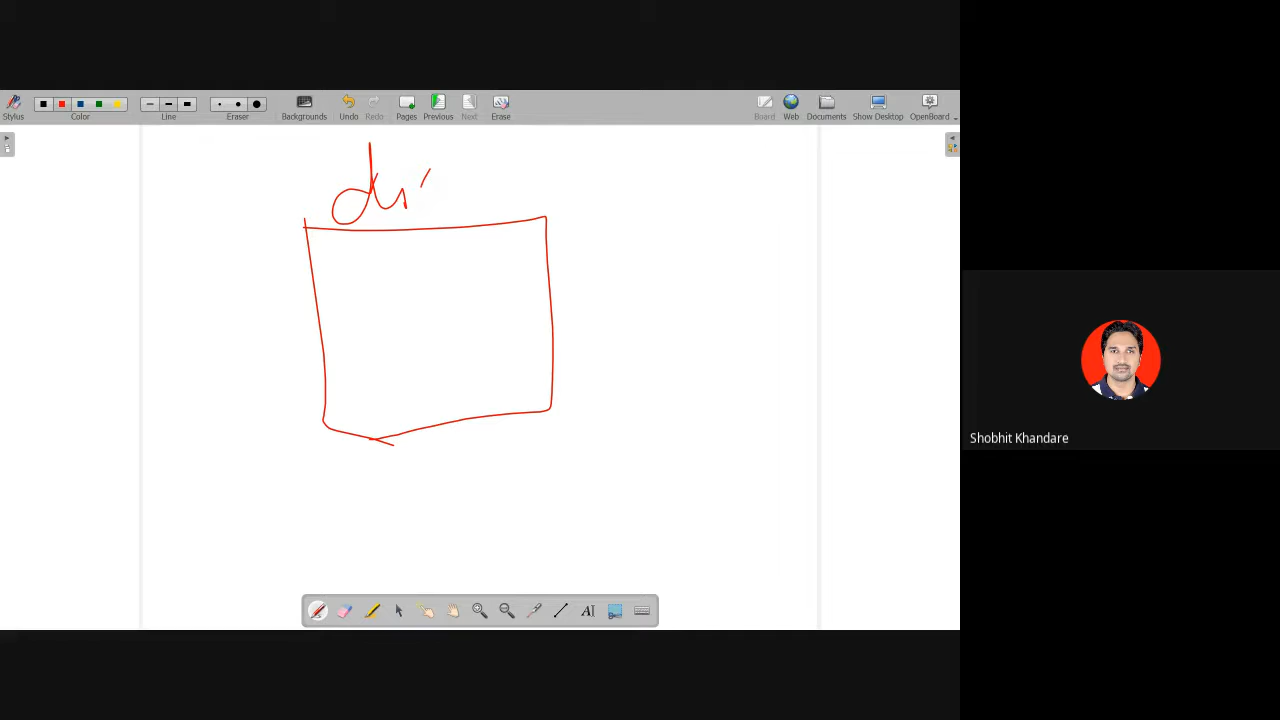 Stylus
Color
Line
Eraser
Backgrounds
Undo
Redo
Pages
Previous
Next
Erase
Board
Web
Documents
Show Desktop
OpenBoard
Shobhit Khandare